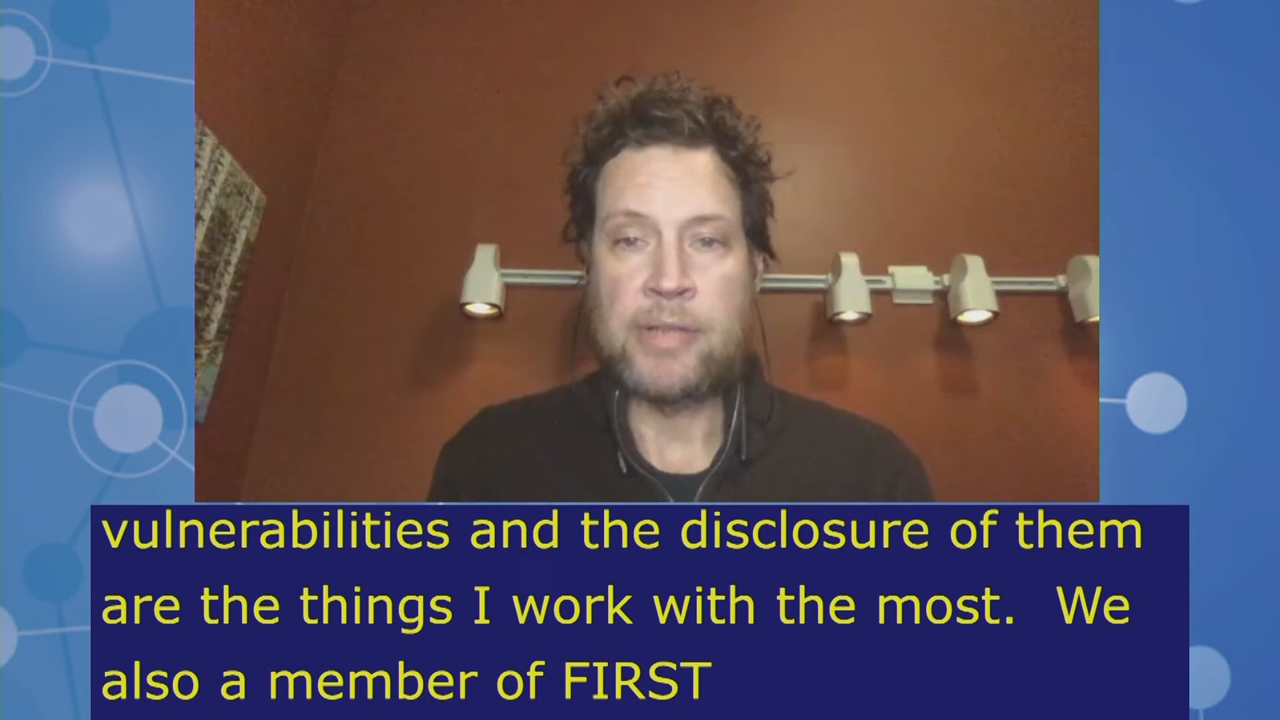 vulnerabilities and the disclosure of them
are the things I work with the most.  We
also a member of FIRST